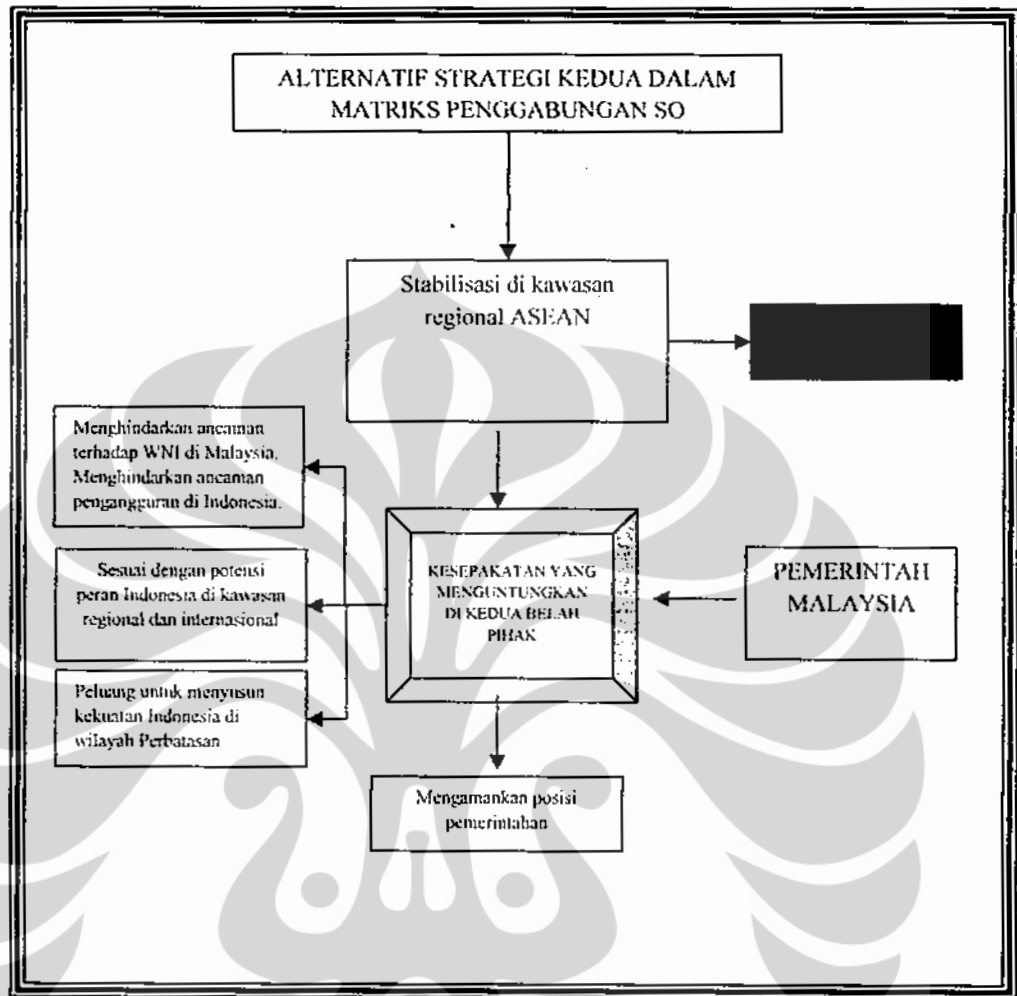 ALTERNATIF STRATEGI KEDUA DALAM
MATRIKS PENGGABUNGAN SO
Stabilisasi di kawasan
regional ASEAN
Menghindarkan ancaman
terhadap WNI di Malaysia.
Menghindarkan ancaman
pengangguran di Indonesia.
Sesuai dengan potensi
peran Indonesia di kawasan
regional dan internasional
Peluang untuk menyusun
kekuatan Indonesia di
wilayah Perbatasan
KESEPAKATAN YANG
MENGUNTUNGKAN
DI KEDUA BELAH
PIHAK
PEMERINTAH
MALAYSIA
Mengamankan posisi
pemerintahan